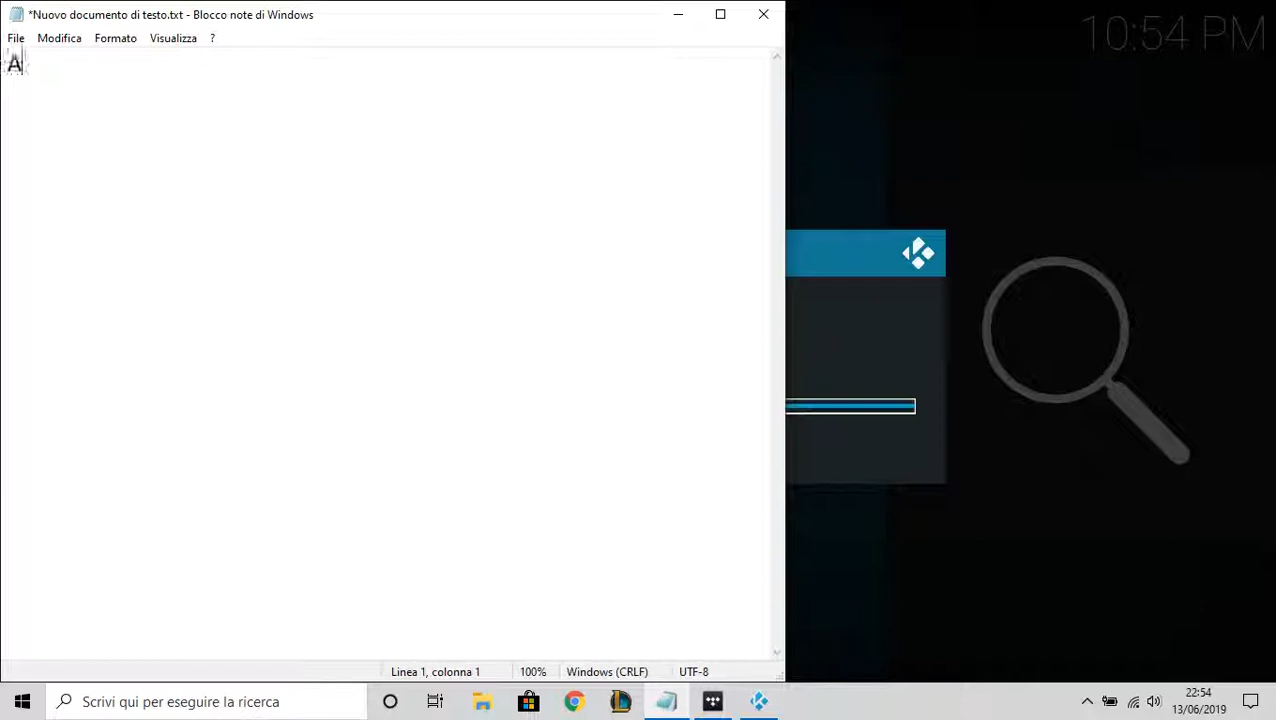 *Nuovo documento di testo.txt - Blocco note di Windows
10:54 PM
File Modifica Formato Visualizza ?
A
Linea 1, colonna 1 100% Windows (CRLF) UTF-8
Scrivi qui per eseguire la ricerca
22:54
13/06/2019